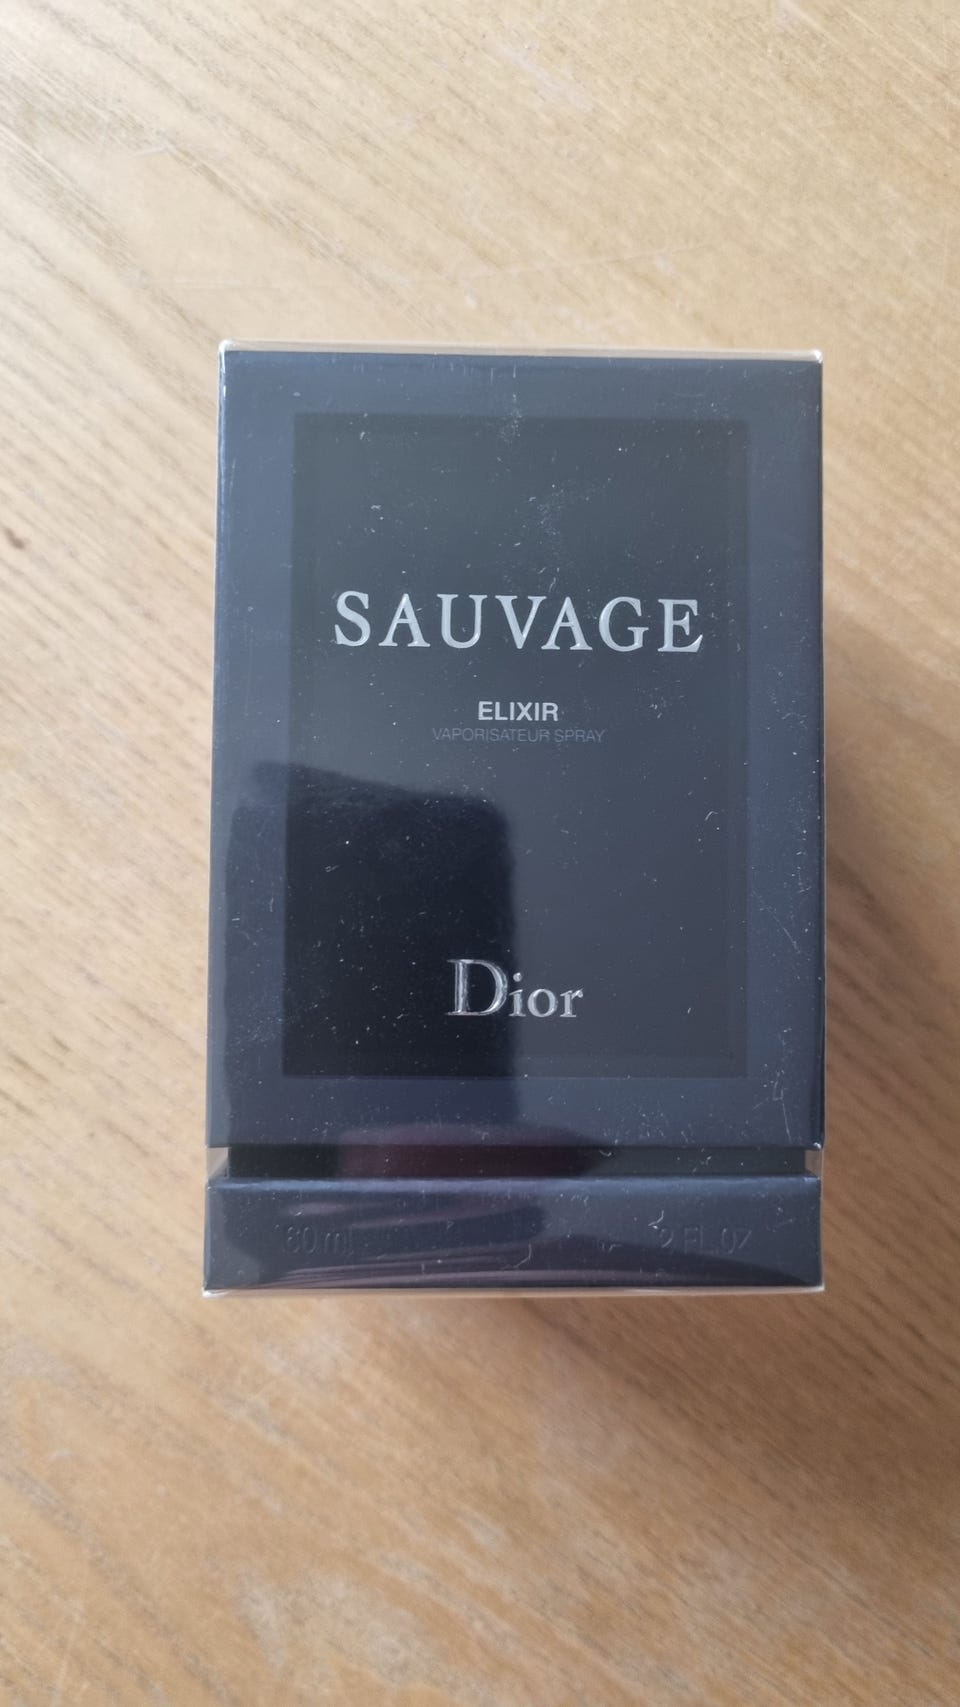 SAUVAGE
ELIXIR
VAPORISATEUR SPRAY
Dior
60 ml 2 FL.OZ